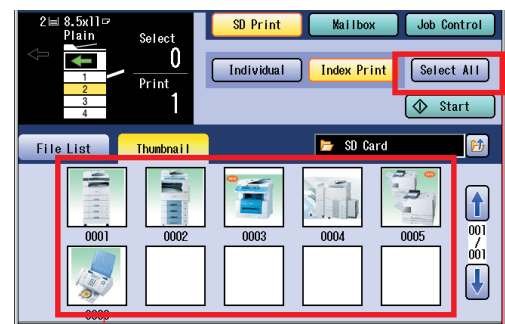 2 8.5x11
Plain
Select
0
Print
1
1
2
3
4
SD Print
Mailbox
Job Control
Individual
Index Print
Select All
Start
File List
Thumbnail
SD Card
0001
0002
0003
0004
0005
001
/
001